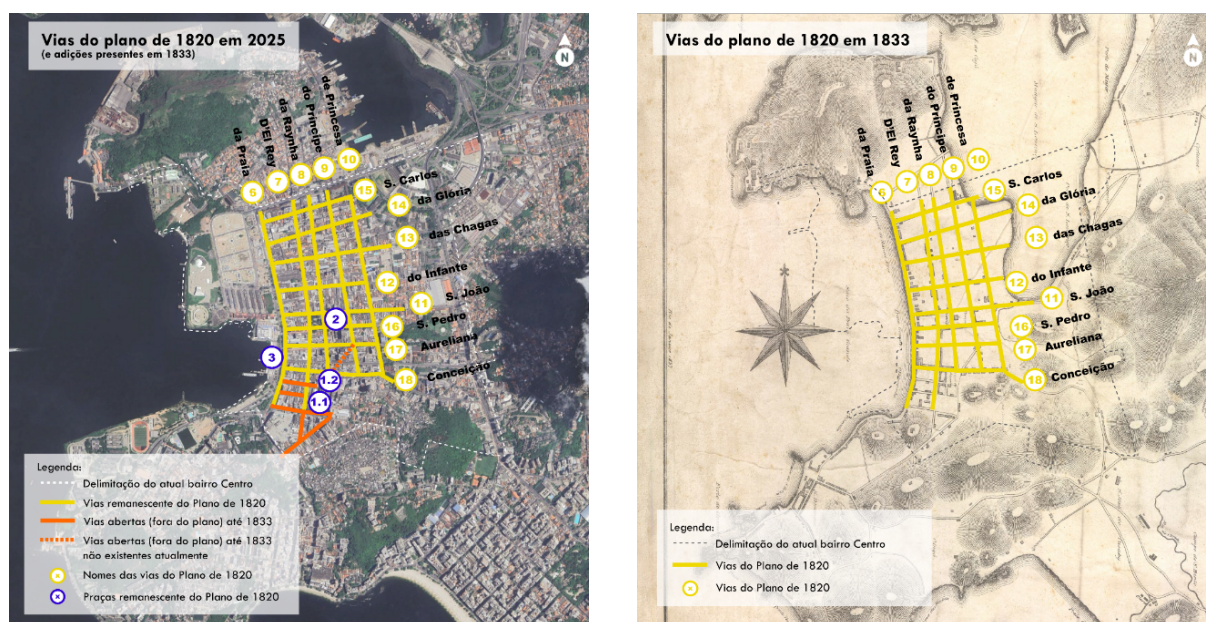 Vias do plano de 1820 em 2025
(e adições presentes em 1833)
N
da Praia
D'El Rey
da Raynha
do Príncipe
de Princesa
6
7
8
9
10
15
S. Carlos
14
da Glória
13
das Chagas
12
do Infante
11
S. João
2
16
S. Pedro
3
17
Aureliana
1.2
18
Conceição
1.1
Legenda:
Delimitação do atual bairro Centro
Vias remanescente do Plano de 1820
Vias abertas (fora do plano) até 1833
Vias abertas (fora do plano) até 1833
não existentes atualmente
Nomes das vias do Plano de 1820
Praças remanescente do Plano de 1820
Vias do plano de 1820 em 1833
N
da Praia
D'El Rey
da Raynha
do Príncipe
de Princesa
6
7
8
9
10
15
S. Carlos
14
da Glória
13
das Chagas
12
do Infante
11
S. João
16
S. Pedro
17
Aureliana
18
Conceição
Legenda:
Delimitação do atual bairro Centro
Vias do Plano de 1820
Vias do Plano de 1820